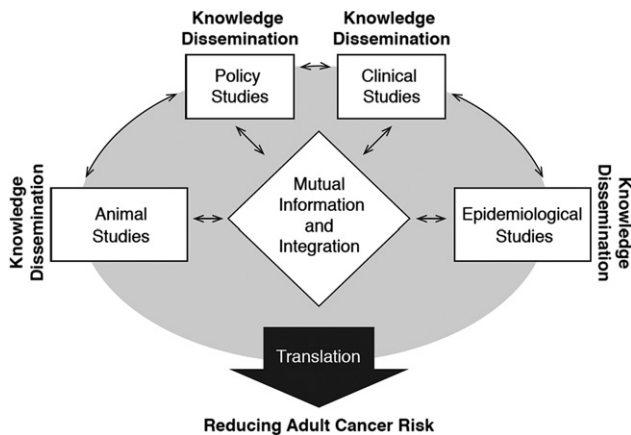 Knowledge
Dissemination
Knowledge
Dissemination
Policy
Studies
Clinical
Studies
Knowledge
Dissemination
Animal
Studies
Mutual
Information
and
Integration
Epidemiological
Studies
Knowledge
Dissemination
Translation
Reducing Adult Cancer Risk